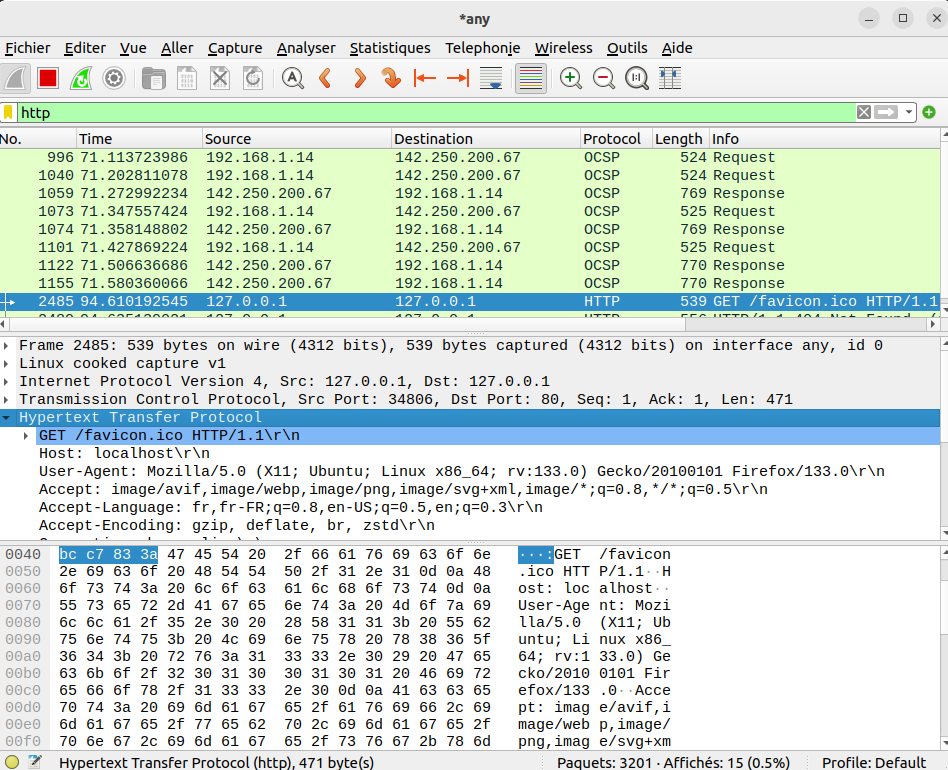 *any
Fichier Editer Vue Aller Capture Analyser Statistiques Telephonie Wireless Outils Aide
http
No. Time Source Destination Protocol Length Info
996 71.113723986 192.168.1.14 142.250.200.67 OCSP 524 Request
1040 71.202811078 192.168.1.14 142.250.200.67 OCSP 524 Request
1059 71.272992234 142.250.200.67 192.168.1.14 OCSP 769 Response
1073 71.347557424 192.168.1.14 142.250.200.67 OCSP 525 Request
1074 71.358148802 142.250.200.67 192.168.1.14 OCSP 769 Response
1101 71.427869224 192.168.1.14 142.250.200.67 OCSP 525 Request
1122 71.506636686 142.250.200.67 192.168.1.14 OCSP 770 Response
1155 71.580360066 142.250.200.67 192.168.1.14 OCSP 770 Response
2485 94.610192545 127.0.0.1 127.0.0.1 HTTP 539 GET /favicon.ico HTTP/1.1
Frame 2485: 539 bytes on wire (4312 bits), 539 bytes captured (4312 bits) on interface any, id 0
Linux cooked capture v1
Internet Protocol Version 4, Src: 127.0.0.1, Dst: 127.0.0.1
Transmission Control Protocol, Src Port: 34806, Dst Port: 80, Seq: 1, Ack: 1, Len: 471
Hypertext Transfer Protocol
GET /favicon.ico HTTP/1.1\r\n
Host: localhost\r\n
User-Agent: Mozilla/5.0 (X11; Ubuntu; Linux x86_64; rv:133.0) Gecko/20100101 Firefox/133.0\r\n
Accept: image/avif,image/webp,image/png,image/svg+xml,image/*;q=0.8,*/*;q=0.5\r\n
Accept-Language: fr,fr-FR;q=0.8,en-US;q=0.5,en;q=0.3\r\n
Accept-Encoding: gzip, deflate, br, zstd\r\n
0040 bc c7 83 3a 47 45 54 20 2f 66 61 76 69 63 6f 6e ···:GET /favicon
0050 2e 69 63 6f 20 48 54 54 50 2f 31 2e 31 0d 0a 48 .ico HTT P/1.1··H
0060 6f 73 74 3a 20 6c 6f 63 61 6c 68 6f 73 74 0d 0a ost: loc alhost··
0070 55 73 65 72 2d 41 67 65 6e 74 3a 20 4d 6f 7a 69 User-Age nt: Mozi
0080 6c 6c 61 2f 35 2e 30 20 28 58 31 31 3b 20 55 62 lla/5.0 (X11; Ub
0090 75 6e 74 75 3b 20 4c 69 6e 75 78 20 78 38 36 5f untu; Li nux x86_
00a0 36 34 3b 20 72 76 3a 31 33 33 2e 30 29 20 47 65 64; rv:1 33.0) Ge
00b0 63 6b 6f 2f 32 30 31 30 30 31 30 31 20 46 69 72 cko/2010 0101 Fir
00c0 65 66 6f 78 2f 31 33 33 2e 30 0d 0a 41 63 63 65 efox/133 .0··Acce
00d0 70 74 3a 20 69 6d 61 67 65 2f 61 76 69 66 2c 69 pt: imag e/avif,i
00e0 6d 61 67 65 2f 77 65 62 70 2c 69 6d 61 67 65 2f mage/web p,image/
00f0 70 6e 67 2c 69 6d 61 67 65 2f 73 76 67 2b 78 6d png,imag e/svg+xm
Hypertext Transfer Protocol (http), 471 byte(s) Paquets: 3201 · Affichés: 15 (0.5%) Profile: Default